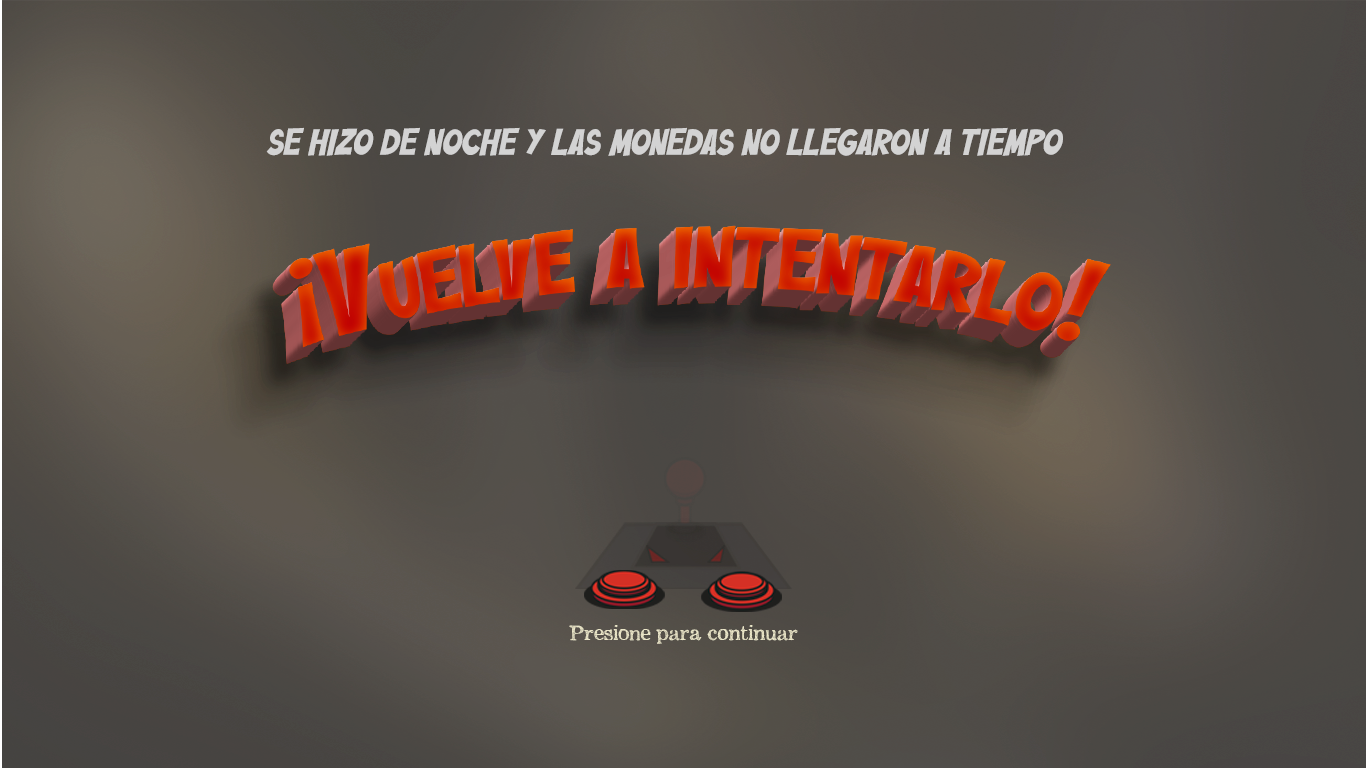 SE HIZO DE NOCHE Y LAS MONEDAS NO LLEGARON A TIEMPO
¡VUELVE A INTENTARLO!
Presione para continuar